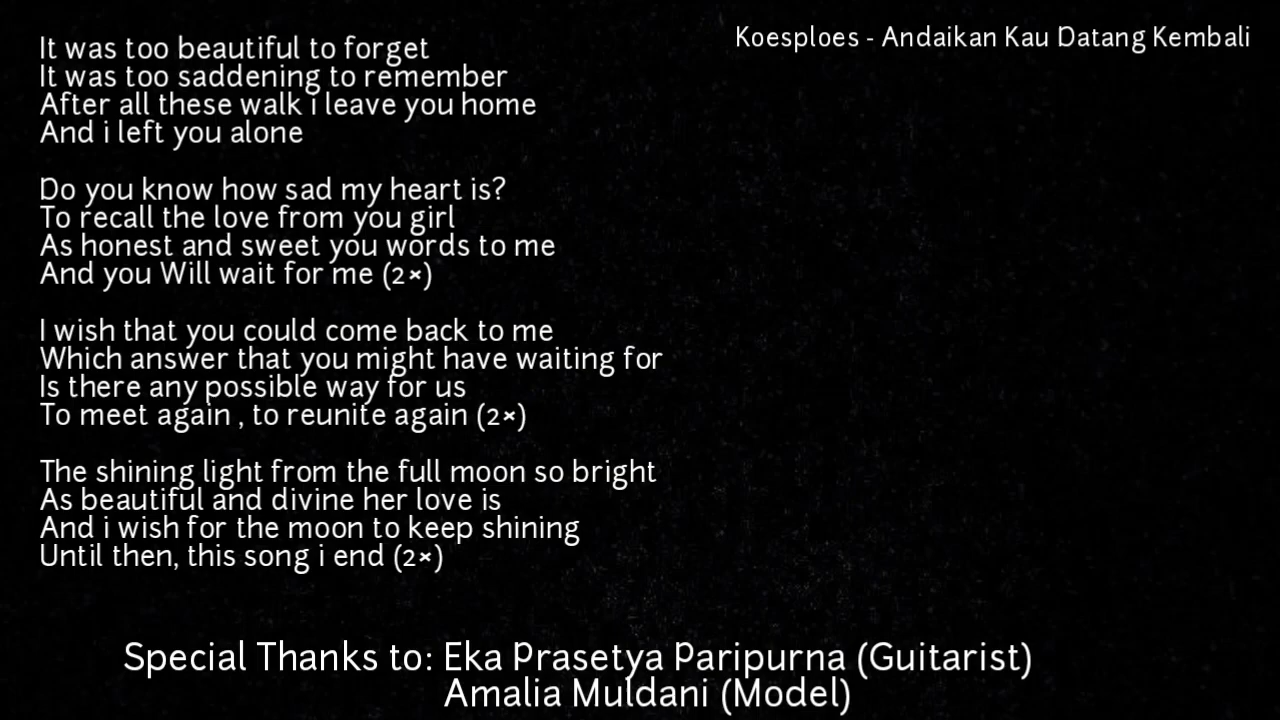 Koesploes - Andaikan Kau Datang Kembali
It was too beautiful to forget
It was too saddening to remember
After all these walk i leave you home
And i left you alone
Do you know how sad my heart is?
To recall the love from you girl
As honest and sweet you words to me
And you Will wait for me (2×)
I wish that you could come back to me
Which answer that you might have waiting for
Is there any possible way for us
To meet again , to reunite again (2×)
The shining light from the full moon so bright
As beautiful and divine her love is
And i wish for the moon to keep shining
Until then, this song i end (2×)
Special Thanks to: Eka Prasetya Paripurna (Guitarist)
Amalia Muldani (Model)